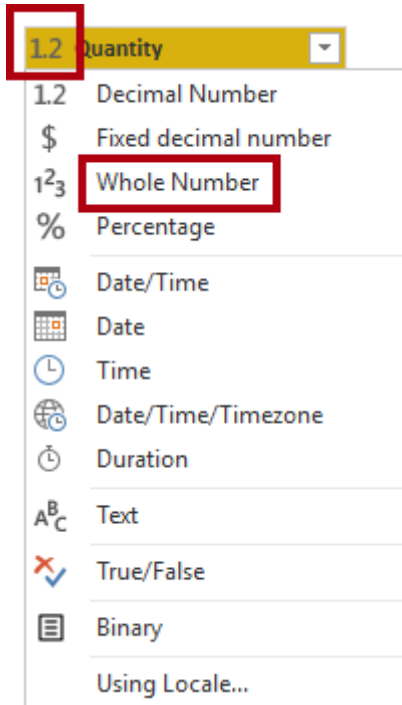 1.2 Quantity
1.2 Decimal Number
$ Fixed decimal number
1²3 Whole Number
% Percentage
Date/Time
Date
Time
Date/Time/Timezone
Duration
ABC Text
True/False
Binary
Using Locale...